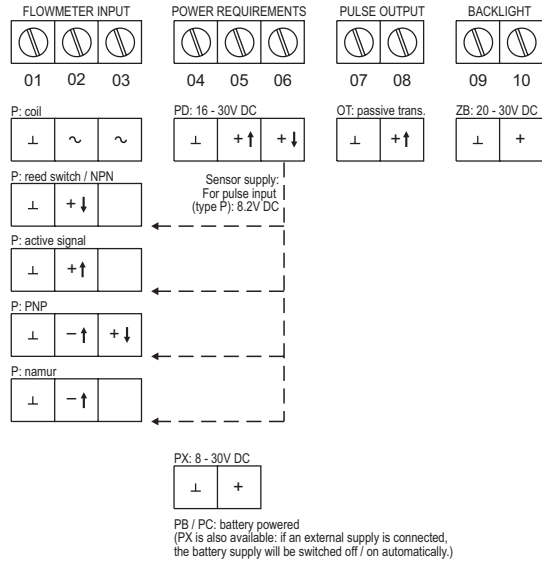 FLOWMETER INPUT POWER REQUIREMENTS PULSE OUTPUT BACKLIGHT
01 02 03 04 05 06 07 08 09 10
P: coil PD: 16 - 30V DC OT: passive trans. ZB: 20 - 30V DC
⊥ ~ ~ ⊥ +↑ +↓ ⊥ +↑ ⊥ +
P: reed switch / NPN
⊥ +↓
Sensor supply:
For pulse input
(type P): 8.2V DC
P: active signal
⊥ +↑
P: PNP
⊥ −↑ +↓
P: namur
⊥ −↑
PX: 8 - 30V DC
⊥ +
PB / PC: battery powered
(PX is also available: if an external supply is connected,
the battery supply will be switched off / on automatically.)